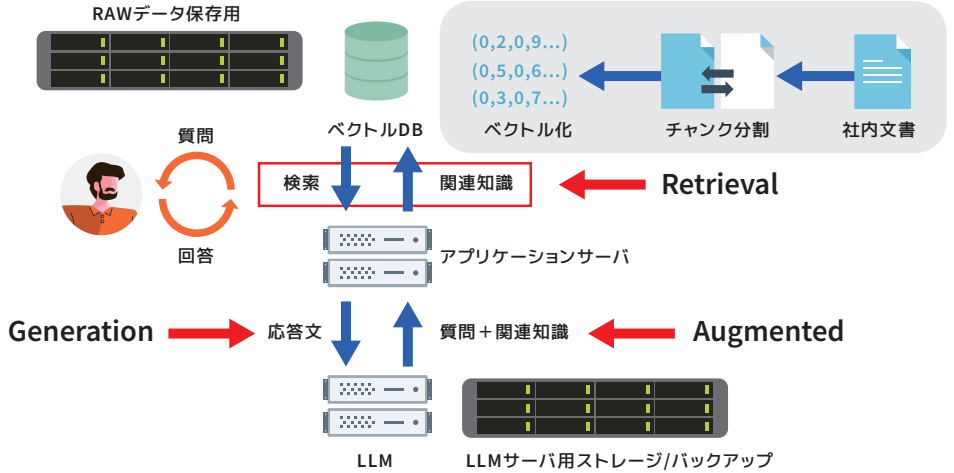 RAWデータ保存用
(0,2,0,9...)
(0,5,0,6...)
(0,3,0,7...)
ベクトルDB
ベクトル化
チャンク分割
社内文書
質問
検索
関連知識
Retrieval
回答
アプリケーションサーバ
Generation
応答文
質問＋関連知識
Augmented
LLM
LLMサーバ用ストレージ/バックアップ